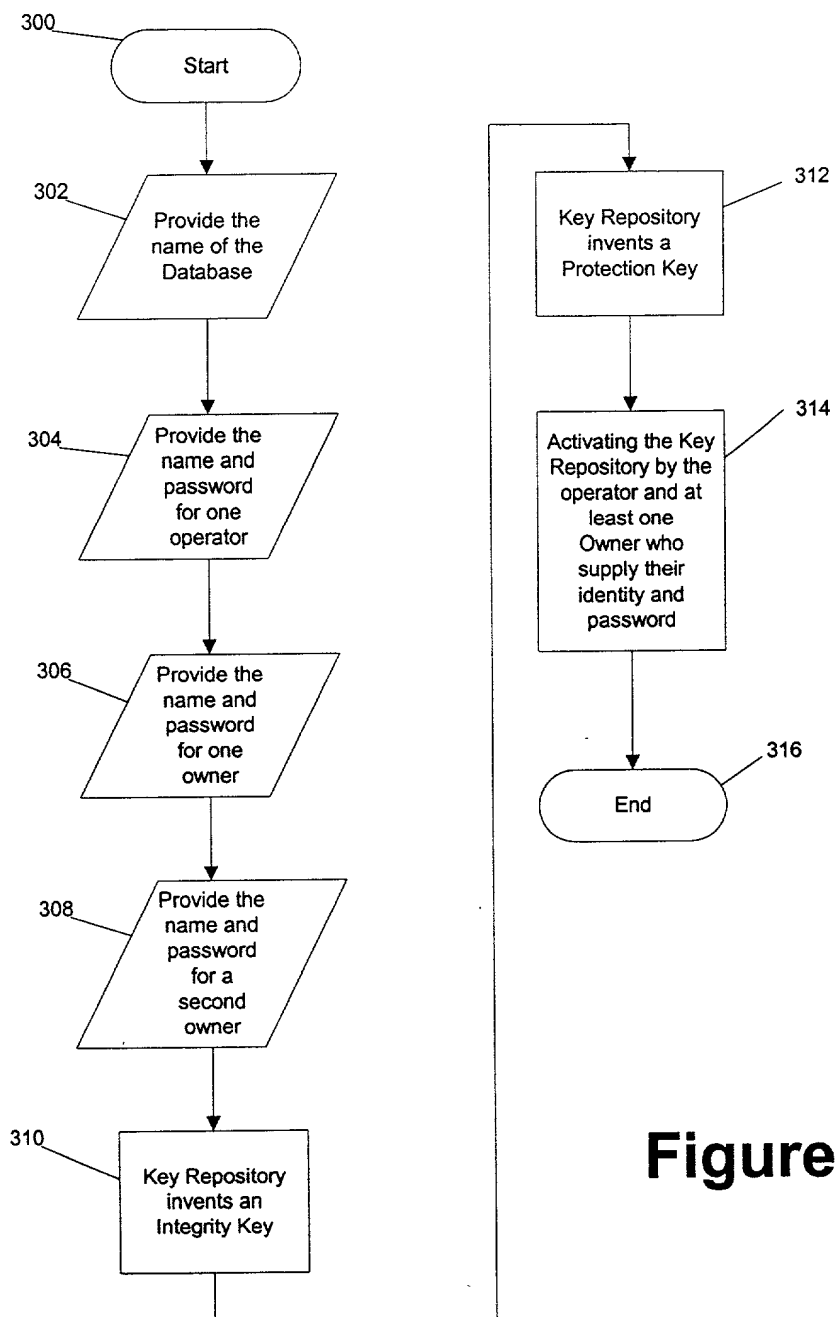 300
Start
302
Provide the
name of the
Database
304
Provide the
name and
password
for one
operator
306
Provide the
name and
password
for one
owner
308
Provide the
name and
password
for a
second
owner
310
Key Repository
invents an
Integrity Key
312
Key Repository
invents a
Protection Key
314
Activating the Key
Repository by the
operator and at
least one
Owner who
supply their
identity and
password
316
End
Figure